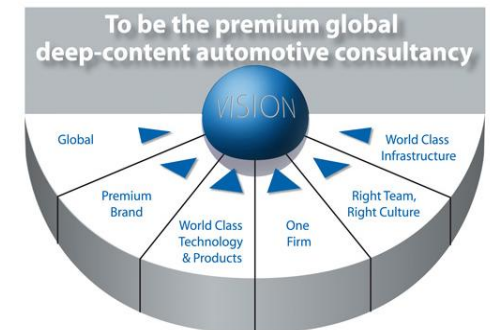 To be the premium global
deep-content automotive consultancy
VISION
Global
World Class
Infrastructure
Premium
Brand
Right Team,
Right Culture
World Class
Technology
& Products
One
Firm